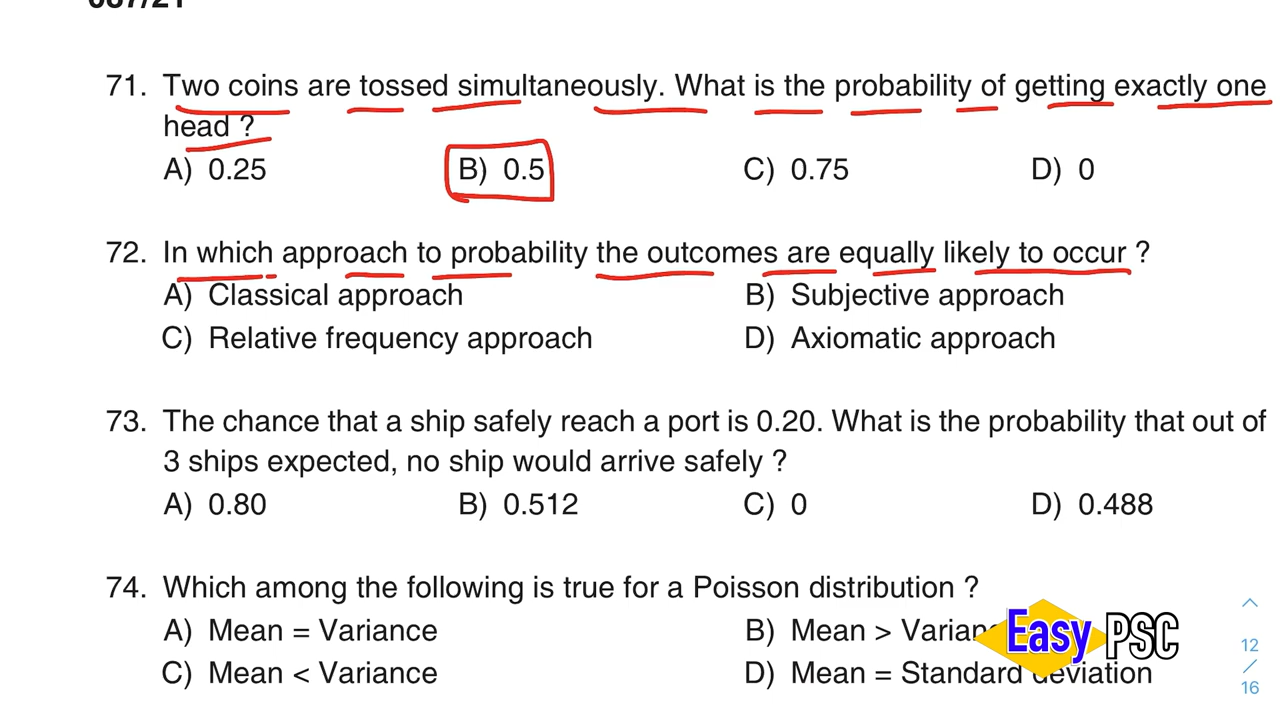 71. Two coins are tossed simultaneously. What is the probability of getting exactly one
head ?
A) 0.25 B) 0.5 C) 0.75 D) 0
72. In which approach to probability the outcomes are equally likely to occur ?
A) Classical approach B) Subjective approach
C) Relative frequency approach D) Axiomatic approach
73. The chance that a ship safely reach a port is 0.20. What is the probability that out of
3 ships expected, no ship would arrive safely ?
A) 0.80 B) 0.512 C) 0 D) 0.488
74. Which among the following is true for a Poisson distribution ?
A) Mean = Variance B) Mean >
Easy PSC
C) Mean < Variance D) Mean = Standard deviation
12
/
16